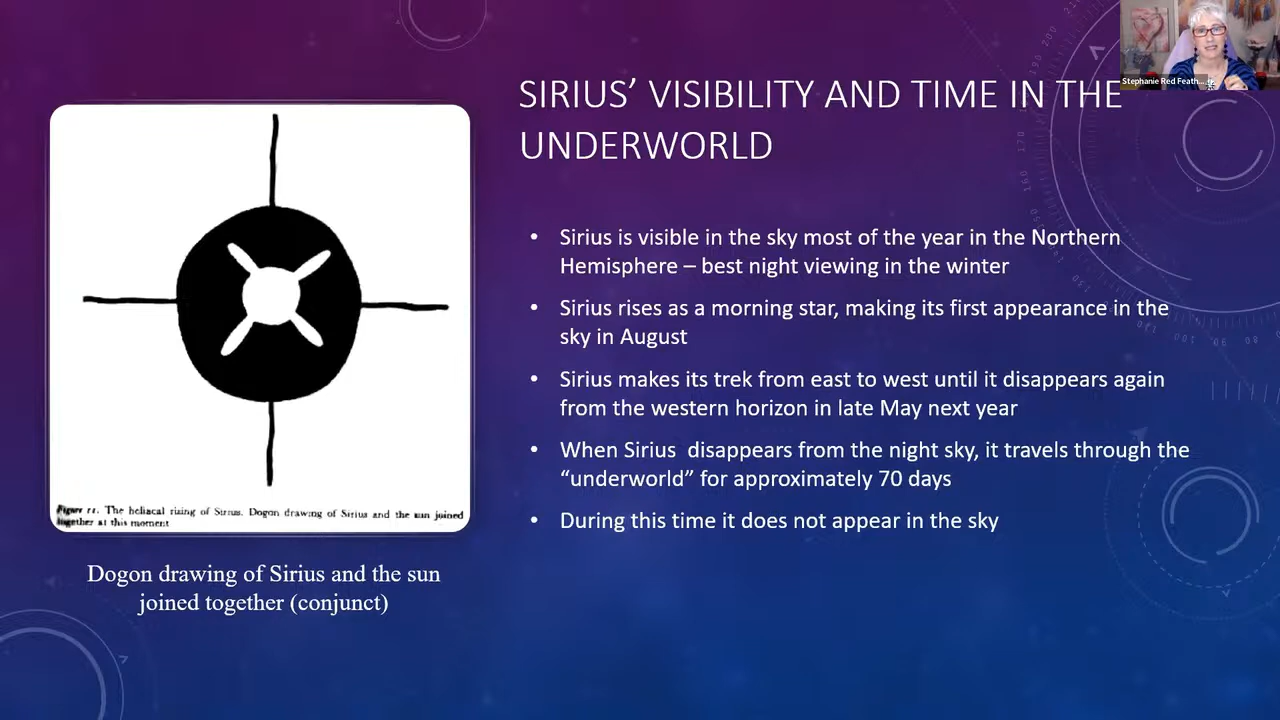 SIRIUS' VISIBILITY AND TIME IN THE
UNDERWORLD
Stephanie Red Feath...
• Sirius is visible in the sky most of the year in the Northern
Hemisphere – best night viewing in the winter
• Sirius rises as a morning star, making its first appearance in the
sky in August
• Sirius makes its trek from east to west until it disappears again
from the western horizon in late May next year
• When Sirius disappears from the night sky, it travels through the
“underworld” for approximately 70 days
• During this time it does not appear in the sky
Figure 11. The heliacal rising of Sirius. Dogon drawing of Sirius and the sun joined
together at this moment
Dogon drawing of Sirius and the sun
joined together (conjunct)